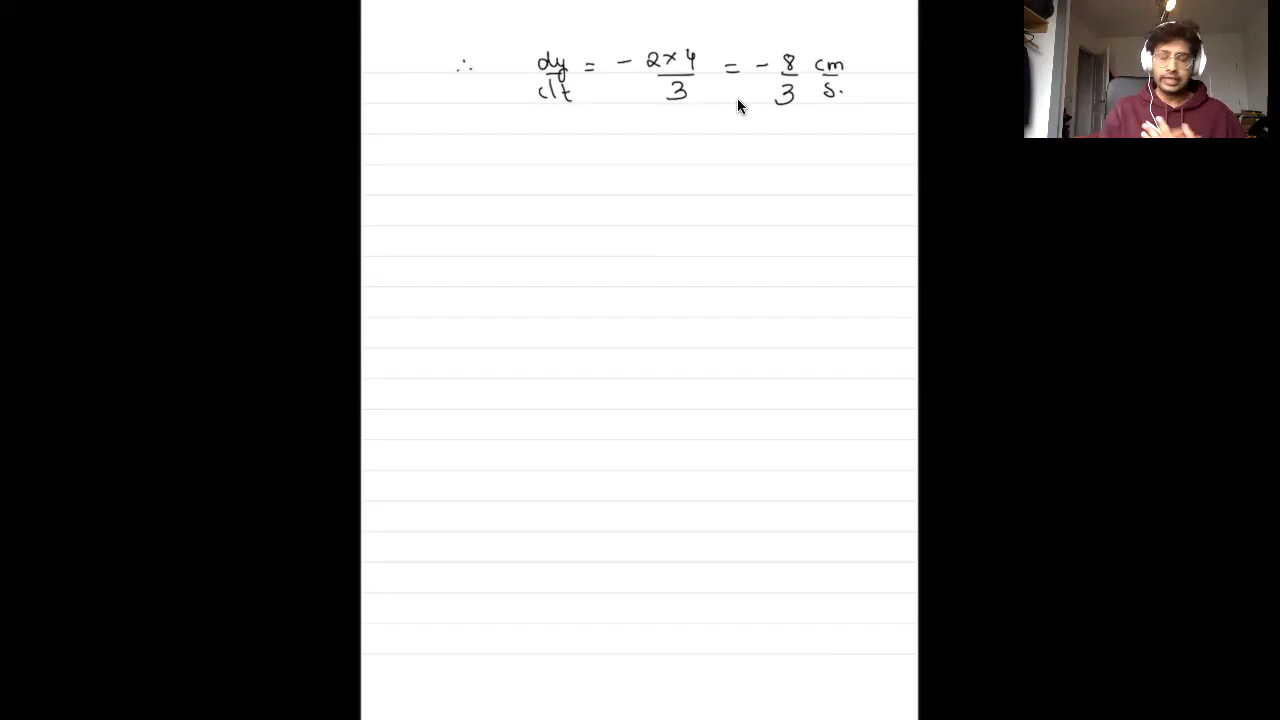 ∴ dy/dt = - 2×4/3 = - 8/3 cm/s.